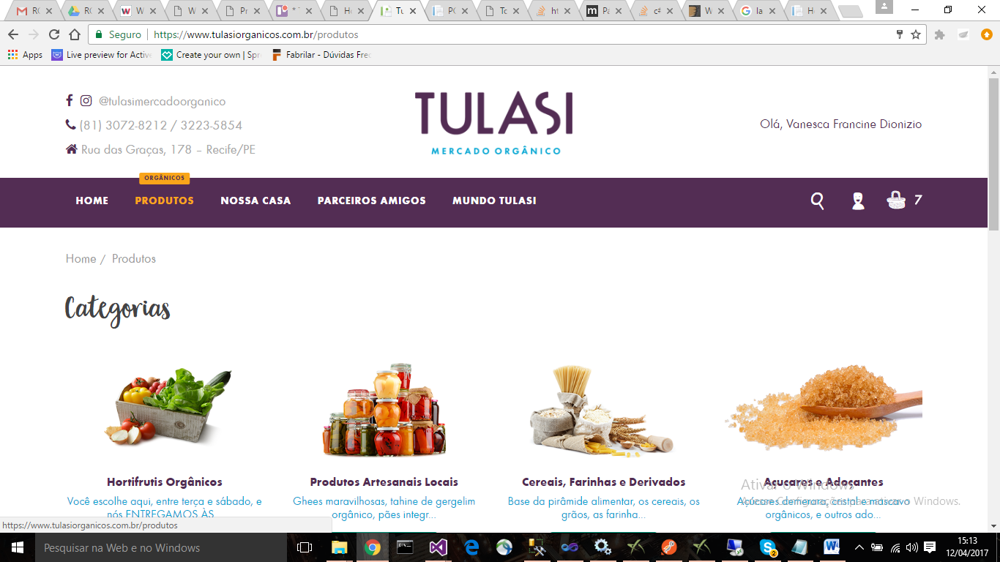 RC
RC
W
W
Pr
* T
He
Tu
PC
Tc
ht
Pa
c#
W
la
He
Seguro https://www.tulasiorganicos.com.br/produtos
Apps Live preview for Active Create your own | Spr Fabrilar - Dúvidas Frec
@tulasimercadoorganico
(81) 3072-8212 / 3223-5854
Rua das Graças, 178 – Recife/PE
TULASI
MERCADO ORGÂNICO
Olá, Vanesca Francine Dionizio
ORGÂNICOS
HOME PRODUTOS NOSSA CASA PARCEIROS AMIGOS MUNDO TULASI 7
Home / Produtos
Categorias
Hortifrutis Orgânicos
Você escolhe aqui, entre terça e sábado, e
nós ENTREGAMOS ÀS
Produtos Artesanais Locais
Ghees maravilhosas, tahine de gergelim
orgânico, pães integr...
Cereais, Farinhas e Derivados
Base da pirâmide alimentar, os cereais, os
grãos, as farinha...
Açucares e Adoçantes
Açúcares demerara, cristal e mascavo
orgânicos, e outros ado...
Ativar o Windows
Acesse Configurações para ativar o Windows.
https://www.tulasiorganicos.com.br/produtos
Pesquisar na Web e no Windows
2
15:13
12/04/2017